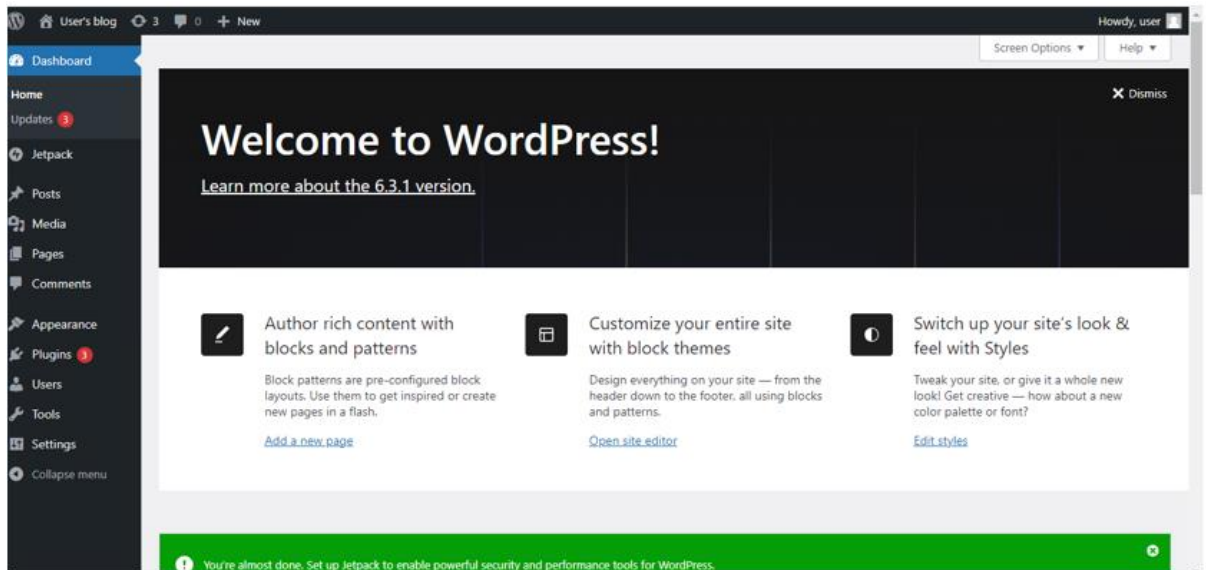 User's blog 3 0 + New Howdy, user
Screen Options Help
Dashboard
Home
Updates 3
Jetpack
Posts
Media
Pages
Comments
Appearance
Plugins 3
Users
Tools
Settings
Collapse menu
Dismiss
Welcome to WordPress!
Learn more about the 6.3.1 version.
Author rich content with
blocks and patterns
Block patterns are pre-configured block
layouts. Use them to get inspired or create
new pages in a flash.
Add a new page
Customize your entire site
with block themes
Design everything on your site — from the
header down to the footer, all using blocks
and patterns.
Open site editor
Switch up your site's look &
feel with Styles
Tweak your site, or give it a whole new
look! Get creative — how about a new
color palette or font?
Edit styles
You're almost done. Set up Jetpack to enable powerful security and performance tools for WordPress.